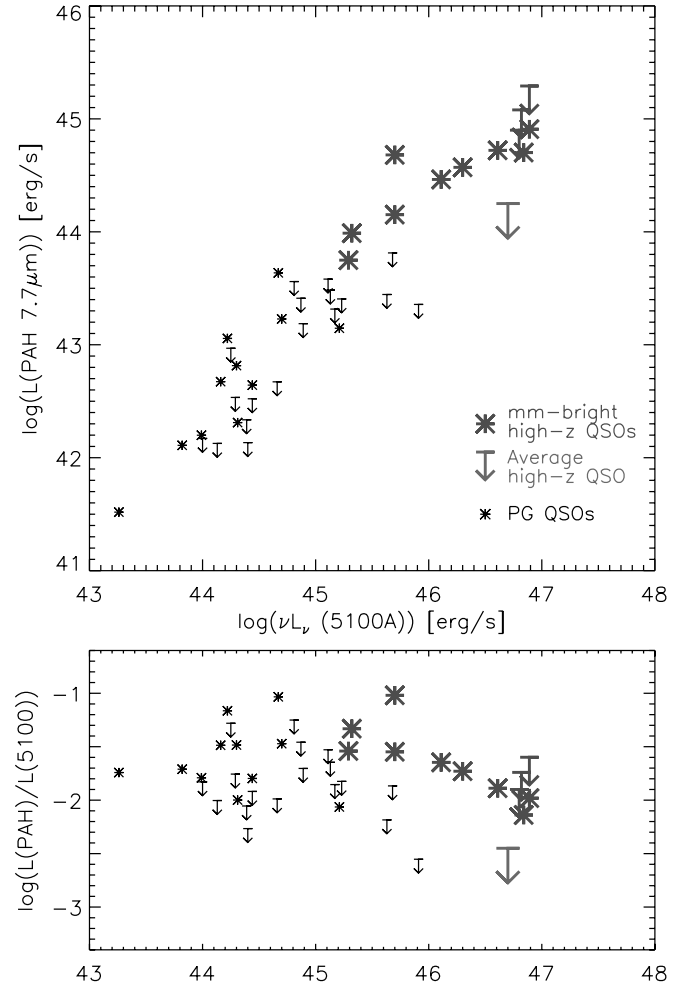 46
45
44
43
42
41
log(L(PAH 7.7μm)) [erg/s]
mm-bright
high-z QSOs
Average
high-z QSO
PG QSOs
43 44 45 46 47 48
log(νLν (5100A)) [erg/s]
-1
-2
-3
log(L(PAH)/L(5100))
43 44 45 46 47 48